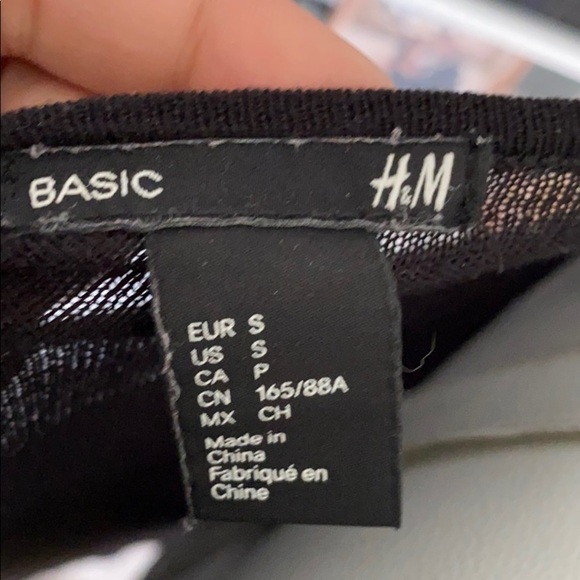 BASIC H&M
EUR S
US S
CA P
CN 165/88A
MX CH
Made in
China
Fabriqué en
Chine